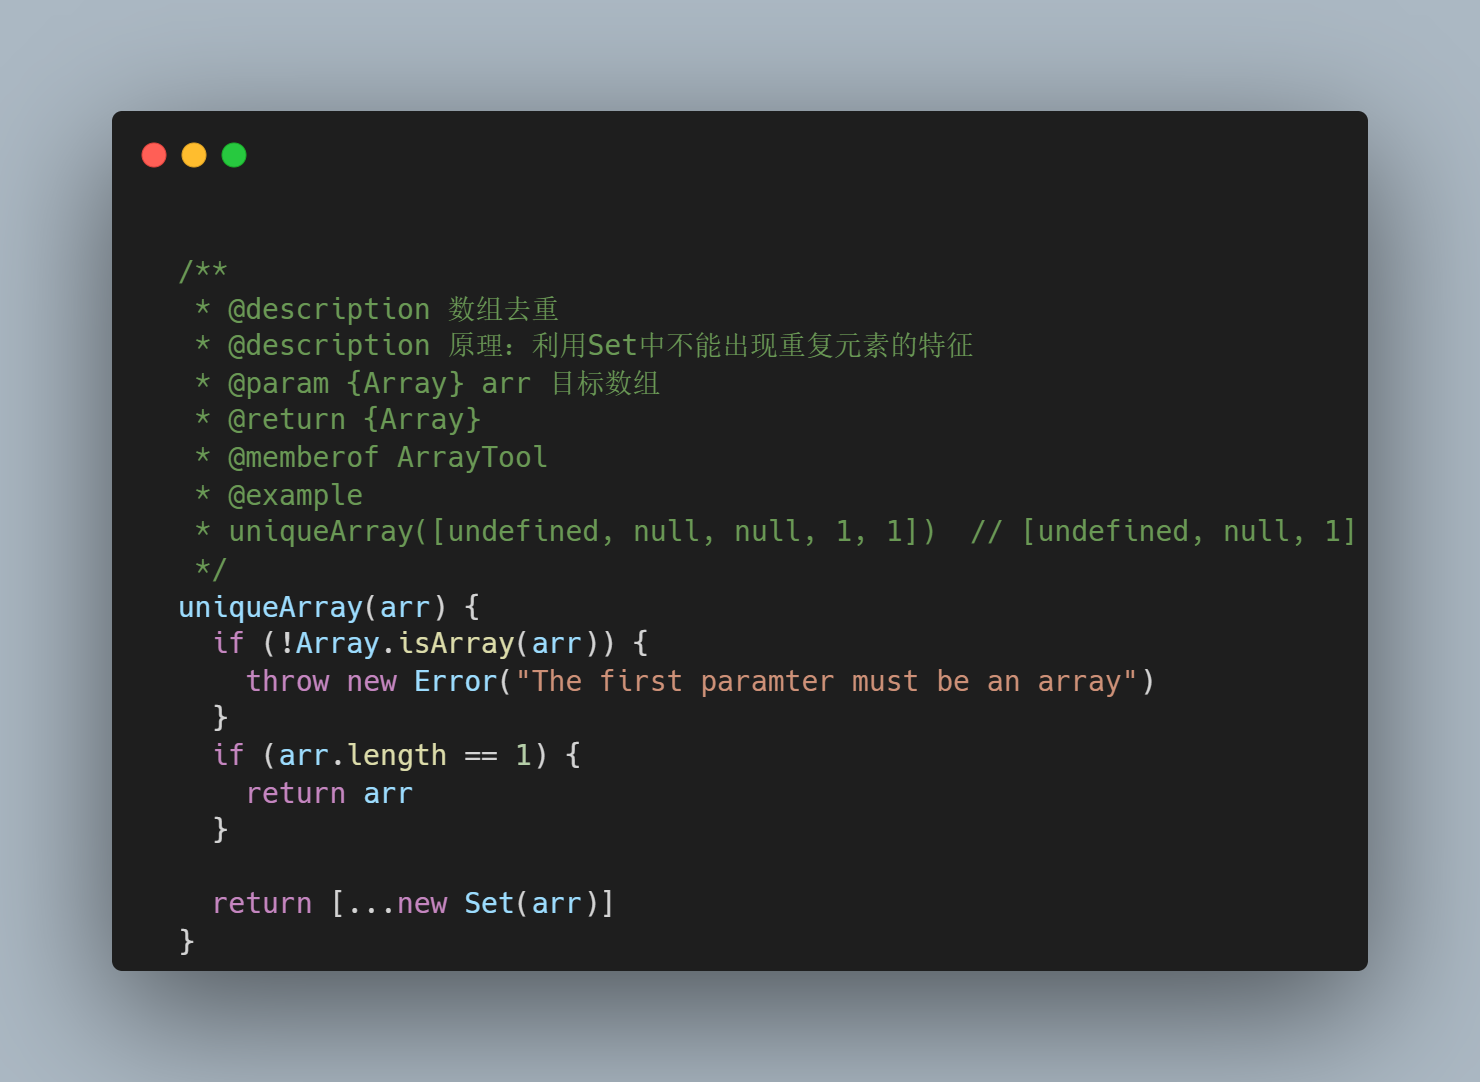 /**
 * @description 数组去重
 * @description 原理：利用Set中不能出现重复元素的特征
 * @param {Array} arr 目标数组
 * @return {Array}
 * @memberof ArrayTool
 * @example
 * uniqueArray([undefined, null, null, 1, 1])  // [undefined, null, 1]
 */
uniqueArray(arr) {
  if (!Array.isArray(arr)) {
    throw new Error("The first paramter must be an array")
  }
  if (arr.length == 1) {
    return arr
  }
  return [...new Set(arr)]
}